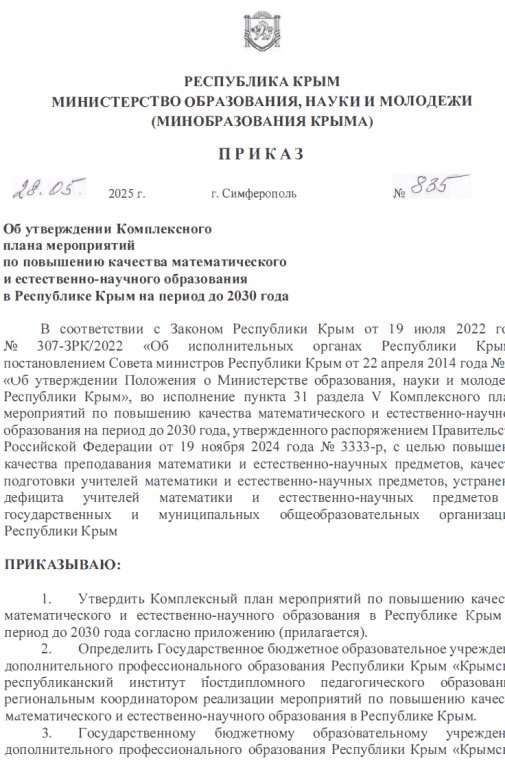 РЕСПУБЛИКА КРЫМ
МИНИСТЕРСТВО ОБРАЗОВАНИЯ, НАУКИ И МОЛОДЕЖИ
(МИНОБРАЗОВАНИЯ КРЫМА)
ПРИКАЗ
28.05. 2025 г. г. Симферополь № 835
Об утверждении Комплексного
плана мероприятий
по повышению качества математического
и естественно-научного образования
в Республике Крым на период до 2030 года
В соответствии с Законом Республики Крым от 19 июля 2022 го
№ 307-ЗРК/2022 «Об исполнительных органах Республики Крым
постановлением Совета министров Республики Крым от 22 апреля 2014 года №
«Об утверждении Положения о Министерстве образования, науки и молоде
Республики Крым», во исполнение пункта 31 раздела V Комплексного пла
мероприятий по повышению качества математического и естественно-научно
образования на период до 2030 года, утвержденного распоряжением Правительс
Российской Федерации от 19 ноября 2024 года № 3333-р, с целью повышен
качества преподавания математики и естественно-научных предметов, качест
подготовки учителей математики и естественно-научных предметов, устранен
дефицита учителей математики и естественно-научных предметов
государственных и муниципальных общеобразовательных организаци
Республики Крым
ПРИКАЗЫВАЮ:
1. Утвердить Комплексный план мероприятий по повышению качес
математического и естественно-научного образования в Республике Крым
период до 2030 года согласно приложению (прилагается).
2. Определить Государственное бюджетное образовательное учрежден
дополнительного профессионального образования Республики Крым «Крымск
республиканский институт постдипломного педагогического образован
региональным координатором реализации мероприятий по повышению качес
математического и естественно-научного образования в Республике Крым.
3. Государственному бюджетному образовательному учрежден
дополнительного профессионального образования Республики Крым «Крымск